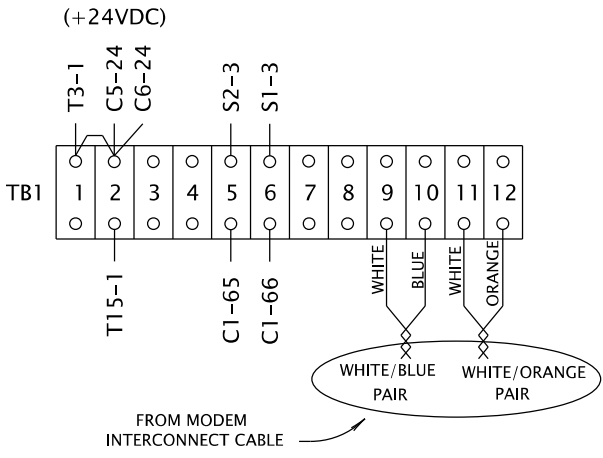 (+24VDC)
T3-1
C5-24
C6-24
S2-3
S1-3
TB1
1 2 3 4 5 6 7 8 9 10 11 12
T15-1
C1-65
C1-66
WHITE
BLUE
WHITE
ORANGE
WHITE/BLUE
PAIR
WHITE/ORANGE
PAIR
FROM MODEM
INTERCONNECT CABLE